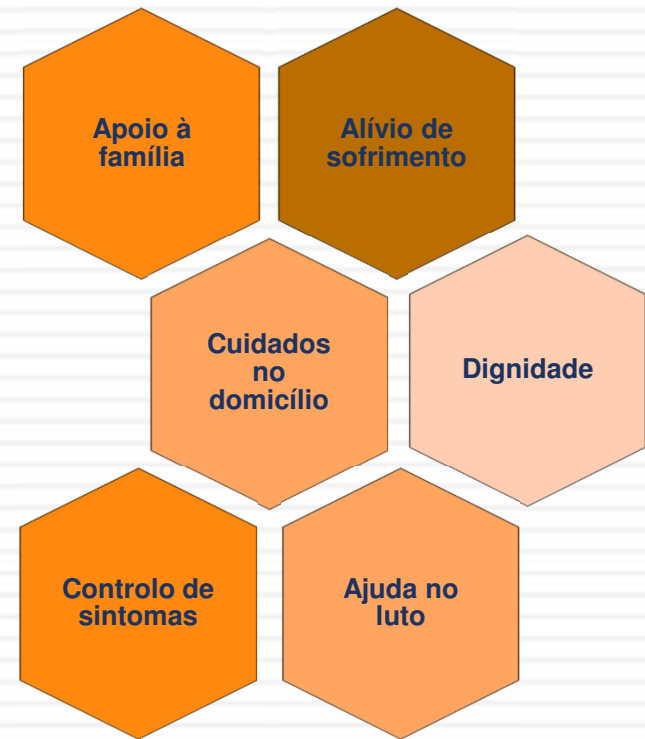 Apoio à
família
Alívio de
sofrimento
Cuidados
no
domicílio
Dignidade
Controlo de
sintomas
Ajuda no
luto